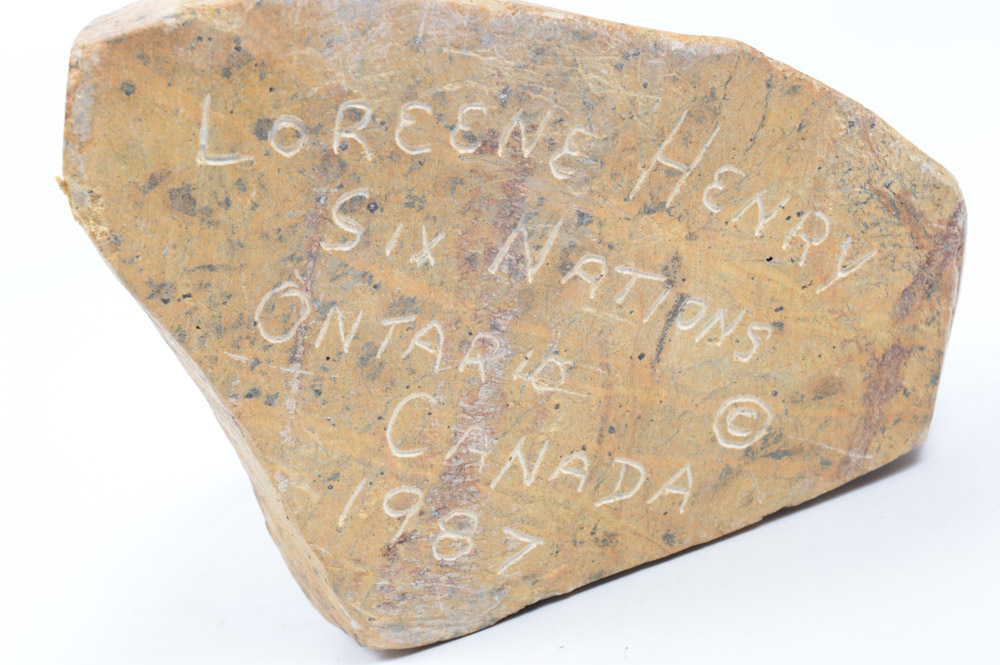 LOREENE HENRY
SIX NATIONS
ONTARIO
CANADA ©
1987